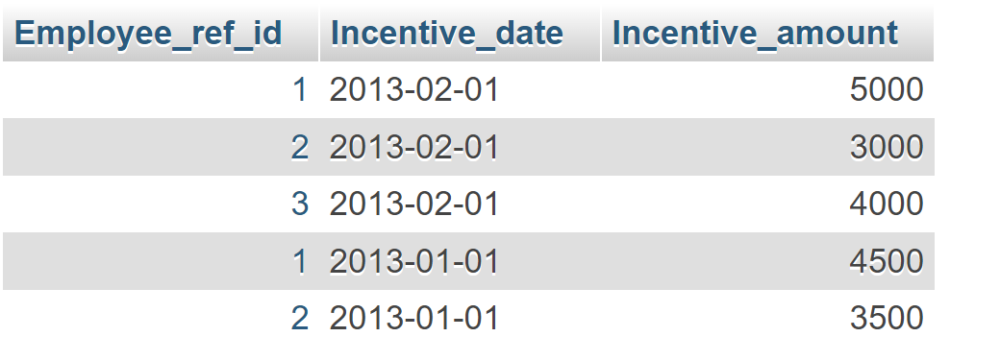 Employee_ref_id Incentive_date Incentive_amount
1 2013-02-01 5000
2 2013-02-01 3000
3 2013-02-01 4000
1 2013-01-01 4500
2 2013-01-01 3500